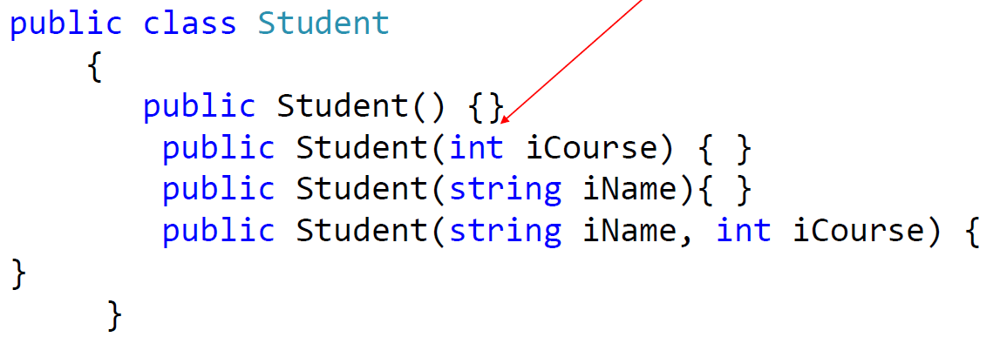 public class Student
{
public Student() {}
public Student(int iCourse) { }
public Student(string iName){ }
public Student(string iName, int iCourse) {
}
}